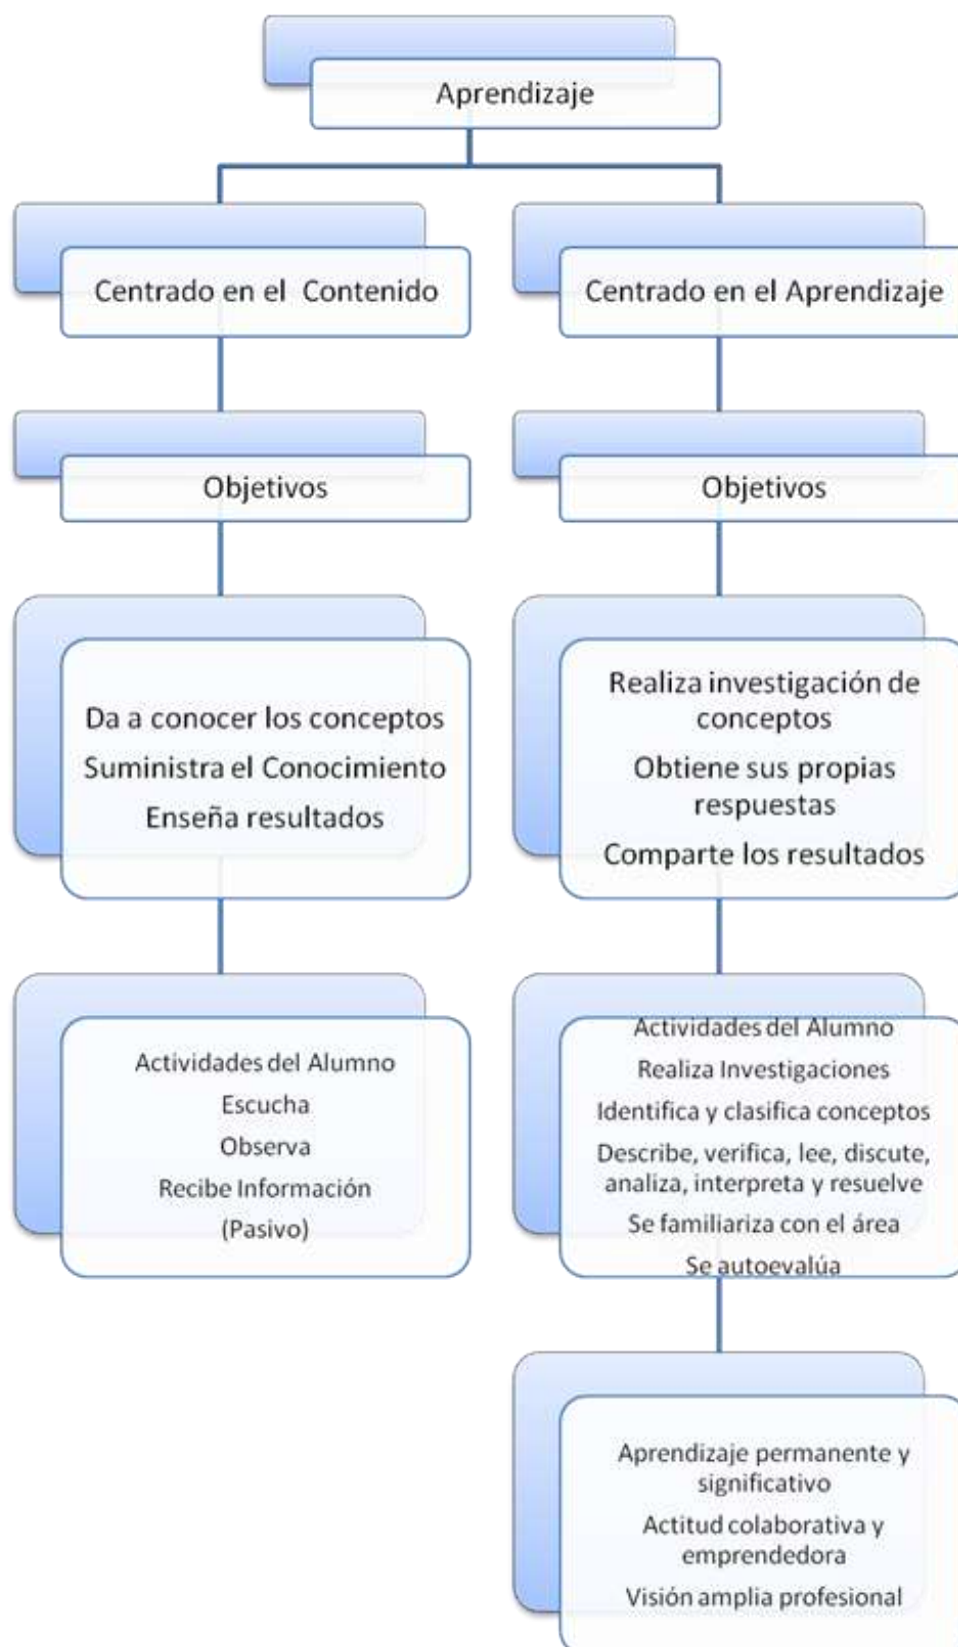 Aprendizaje
Centrado en el Contenido
Objetivos
Da a conocer los conceptos
Suministra el Conocimiento
Enseña resultados
Actividades del Alumno
Escucha
Observa
Recibe Información
(Pasivo)
Centrado en el Aprendizaje
Objetivos
Realiza investigación de
conceptos
Obtiene sus propias
respuestas
Comparte los resultados
Actividades del Alumno
Realiza Investigaciones
Identifica y clasifica conceptos
Describe, verifica, lee, discute,
analiza, interpreta y resuelve
Se familiariza con el área
Se autoevalúa
Aprendizaje permanente y
significativo
Actitud colaborativa y
emprendedora
Visión amplia profesional